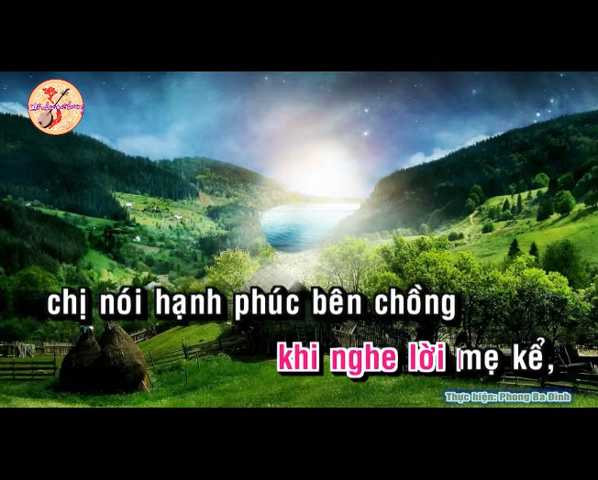 chị nói hạnh phúc bên chồng
khi nghe lời mẹ kể,
Thực hiện: Phong Ba Đình